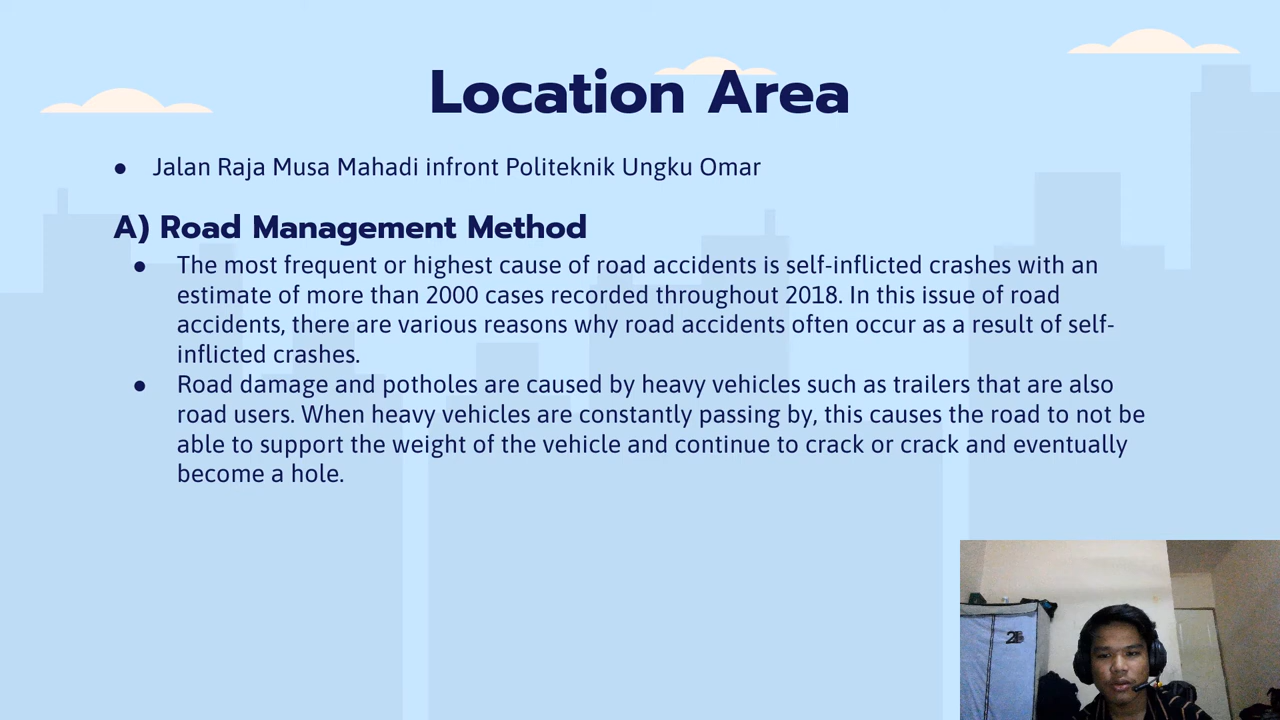 Location Area
● Jalan Raja Musa Mahadi infront Politeknik Ungku Omar
A) Road Management Method
● The most frequent or highest cause of road accidents is self-inflicted crashes with an
estimate of more than 2000 cases recorded throughout 2018. In this issue of road
accidents, there are various reasons why road accidents often occur as a result of self-
inflicted crashes.
● Road damage and potholes are caused by heavy vehicles such as trailers that are also
road users. When heavy vehicles are constantly passing by, this causes the road to not be
able to support the weight of the vehicle and continue to crack or crack and eventually
become a hole.